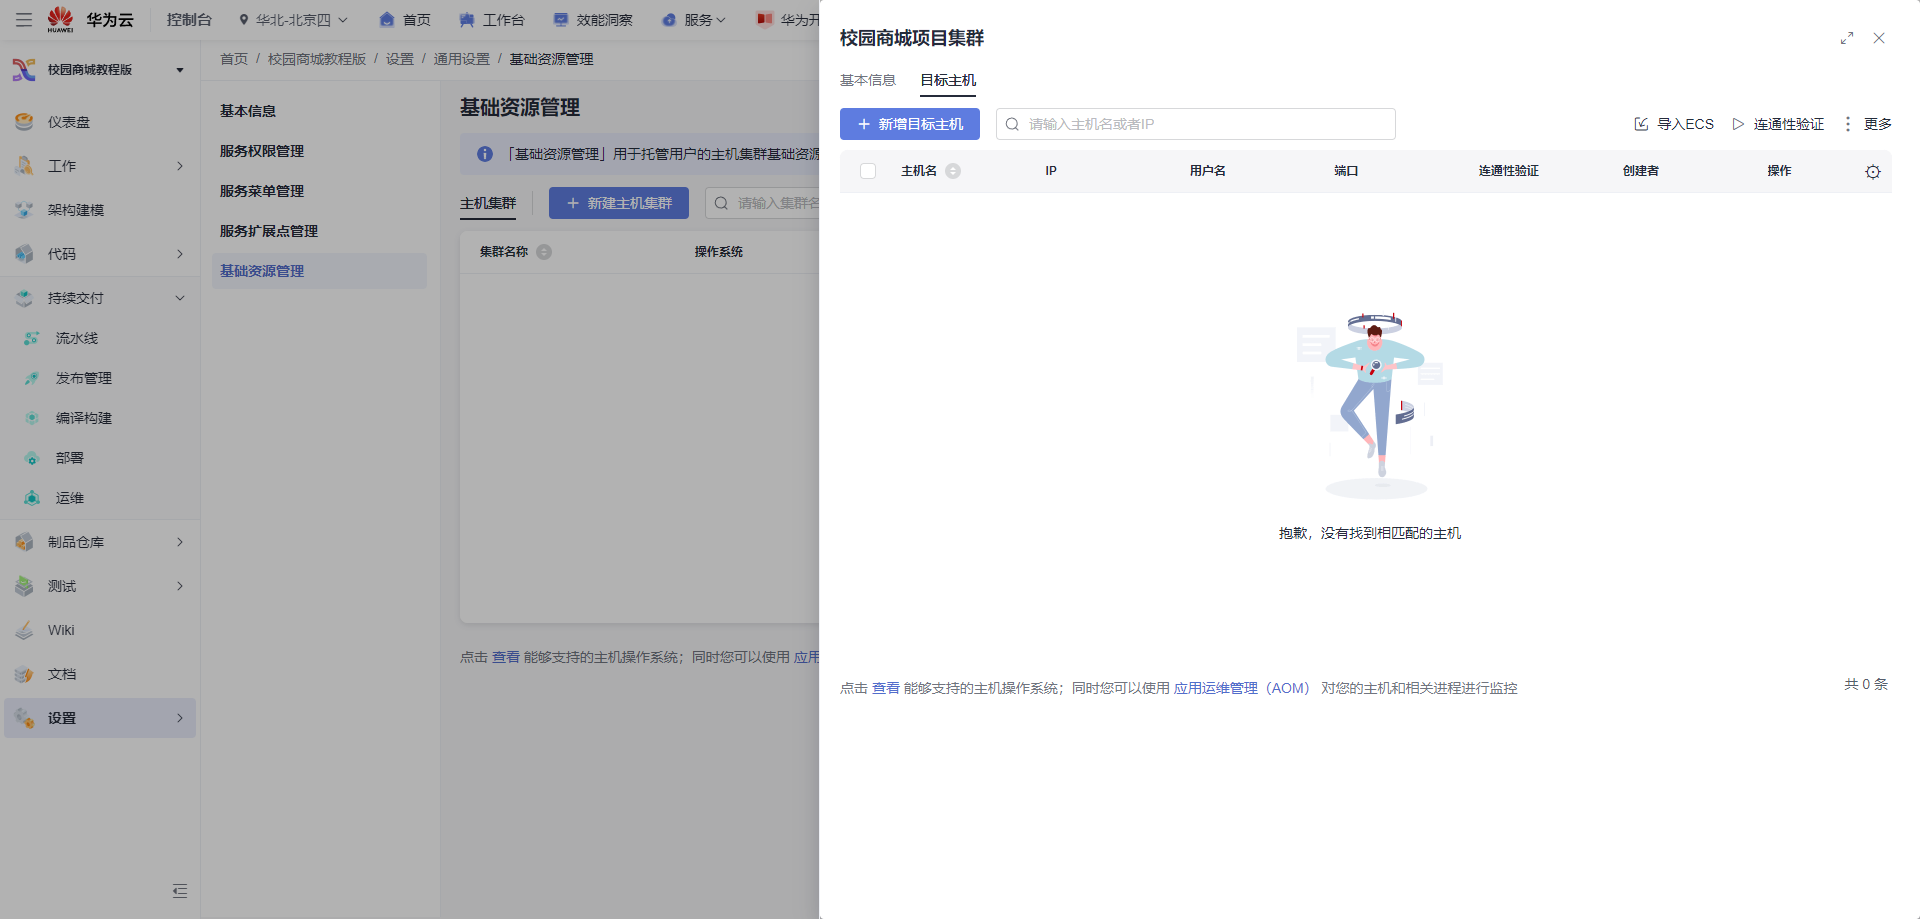 HUAWEI
华为云
控制台
华北-北京四
首页
工作台
效能洞察
服务
华为开
校园商城教程版
仪表盘
工作
架构建模
代码
持续交付
流水线
发布管理
编译构建
部署
运维
制品仓库
测试
Wiki
文档
设置
首页 / 校园商城教程版 / 设置 / 通用设置 / 基础资源管理
基本信息
服务权限管理
服务菜单管理
服务扩展点管理
基础资源管理
基础资源管理
「基础资源管理」用于托管用户的主机集群基础资源
主机集群
新建主机集群
请输入集群名
集群名称
操作系统
点击 查看 能够支持的主机操作系统；同时您可以使用 应用
校园商城项目集群
基本信息
目标主机
新增目标主机
请输入主机名或者IP
导入ECS
连通性验证
更多
主机名
IP
用户名
端口
连通性验证
创建者
操作
抱歉，没有找到相匹配的主机
点击 查看 能够支持的主机操作系统；同时您可以使用 应用运维管理（AOM） 对您的主机和相关进程进行监控
共 0 条